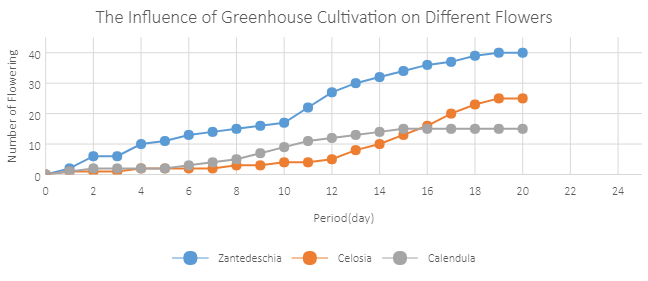 The Influence of Greenhouse Cultivation on Different Flowers
Number of Flowering
40
30
20
10
0
0 2 4 6 8 10 12 14 16 18 20 22 24
Period(day)
Zantedeschia Celosia Calendula